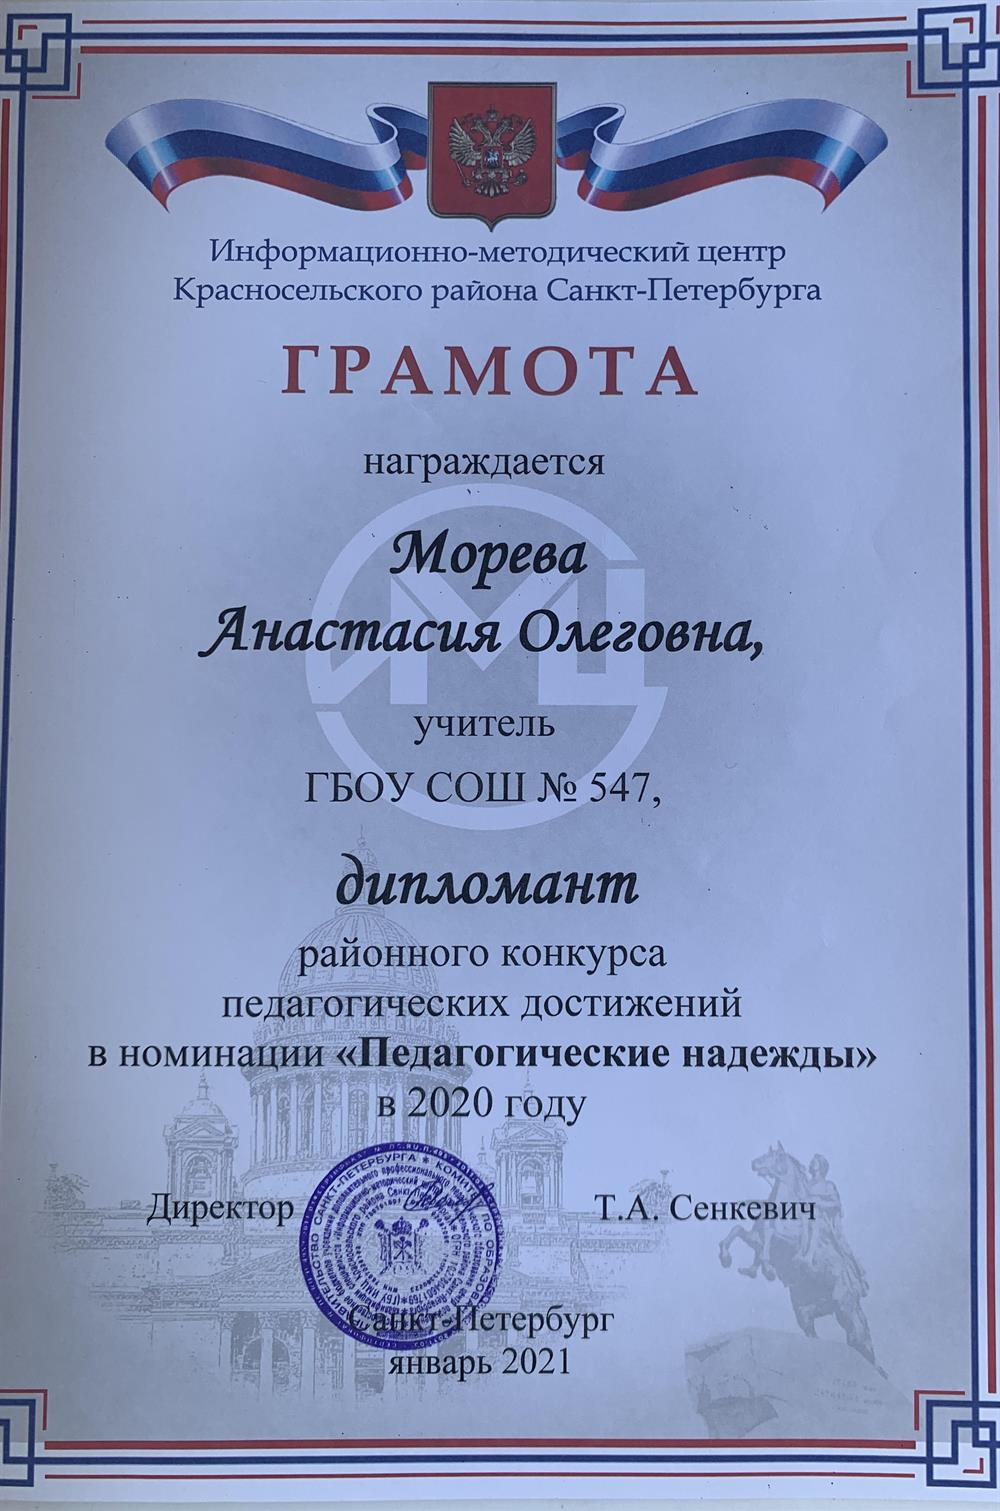 Информационно-методический центр
Красносельского района Санкт-Петербурга
ГРАМОТА
награждается
Морева
Анастасия Олеговна,
учитель
ГБОУ СОШ № 547,
дипломант
районного конкурса
педагогических достижений
в номинации «Педагогические надежды»
в 2020 году
Директор Т.А. Сенкевич
Санкт-Петербург
январь 2021
ИМЦ